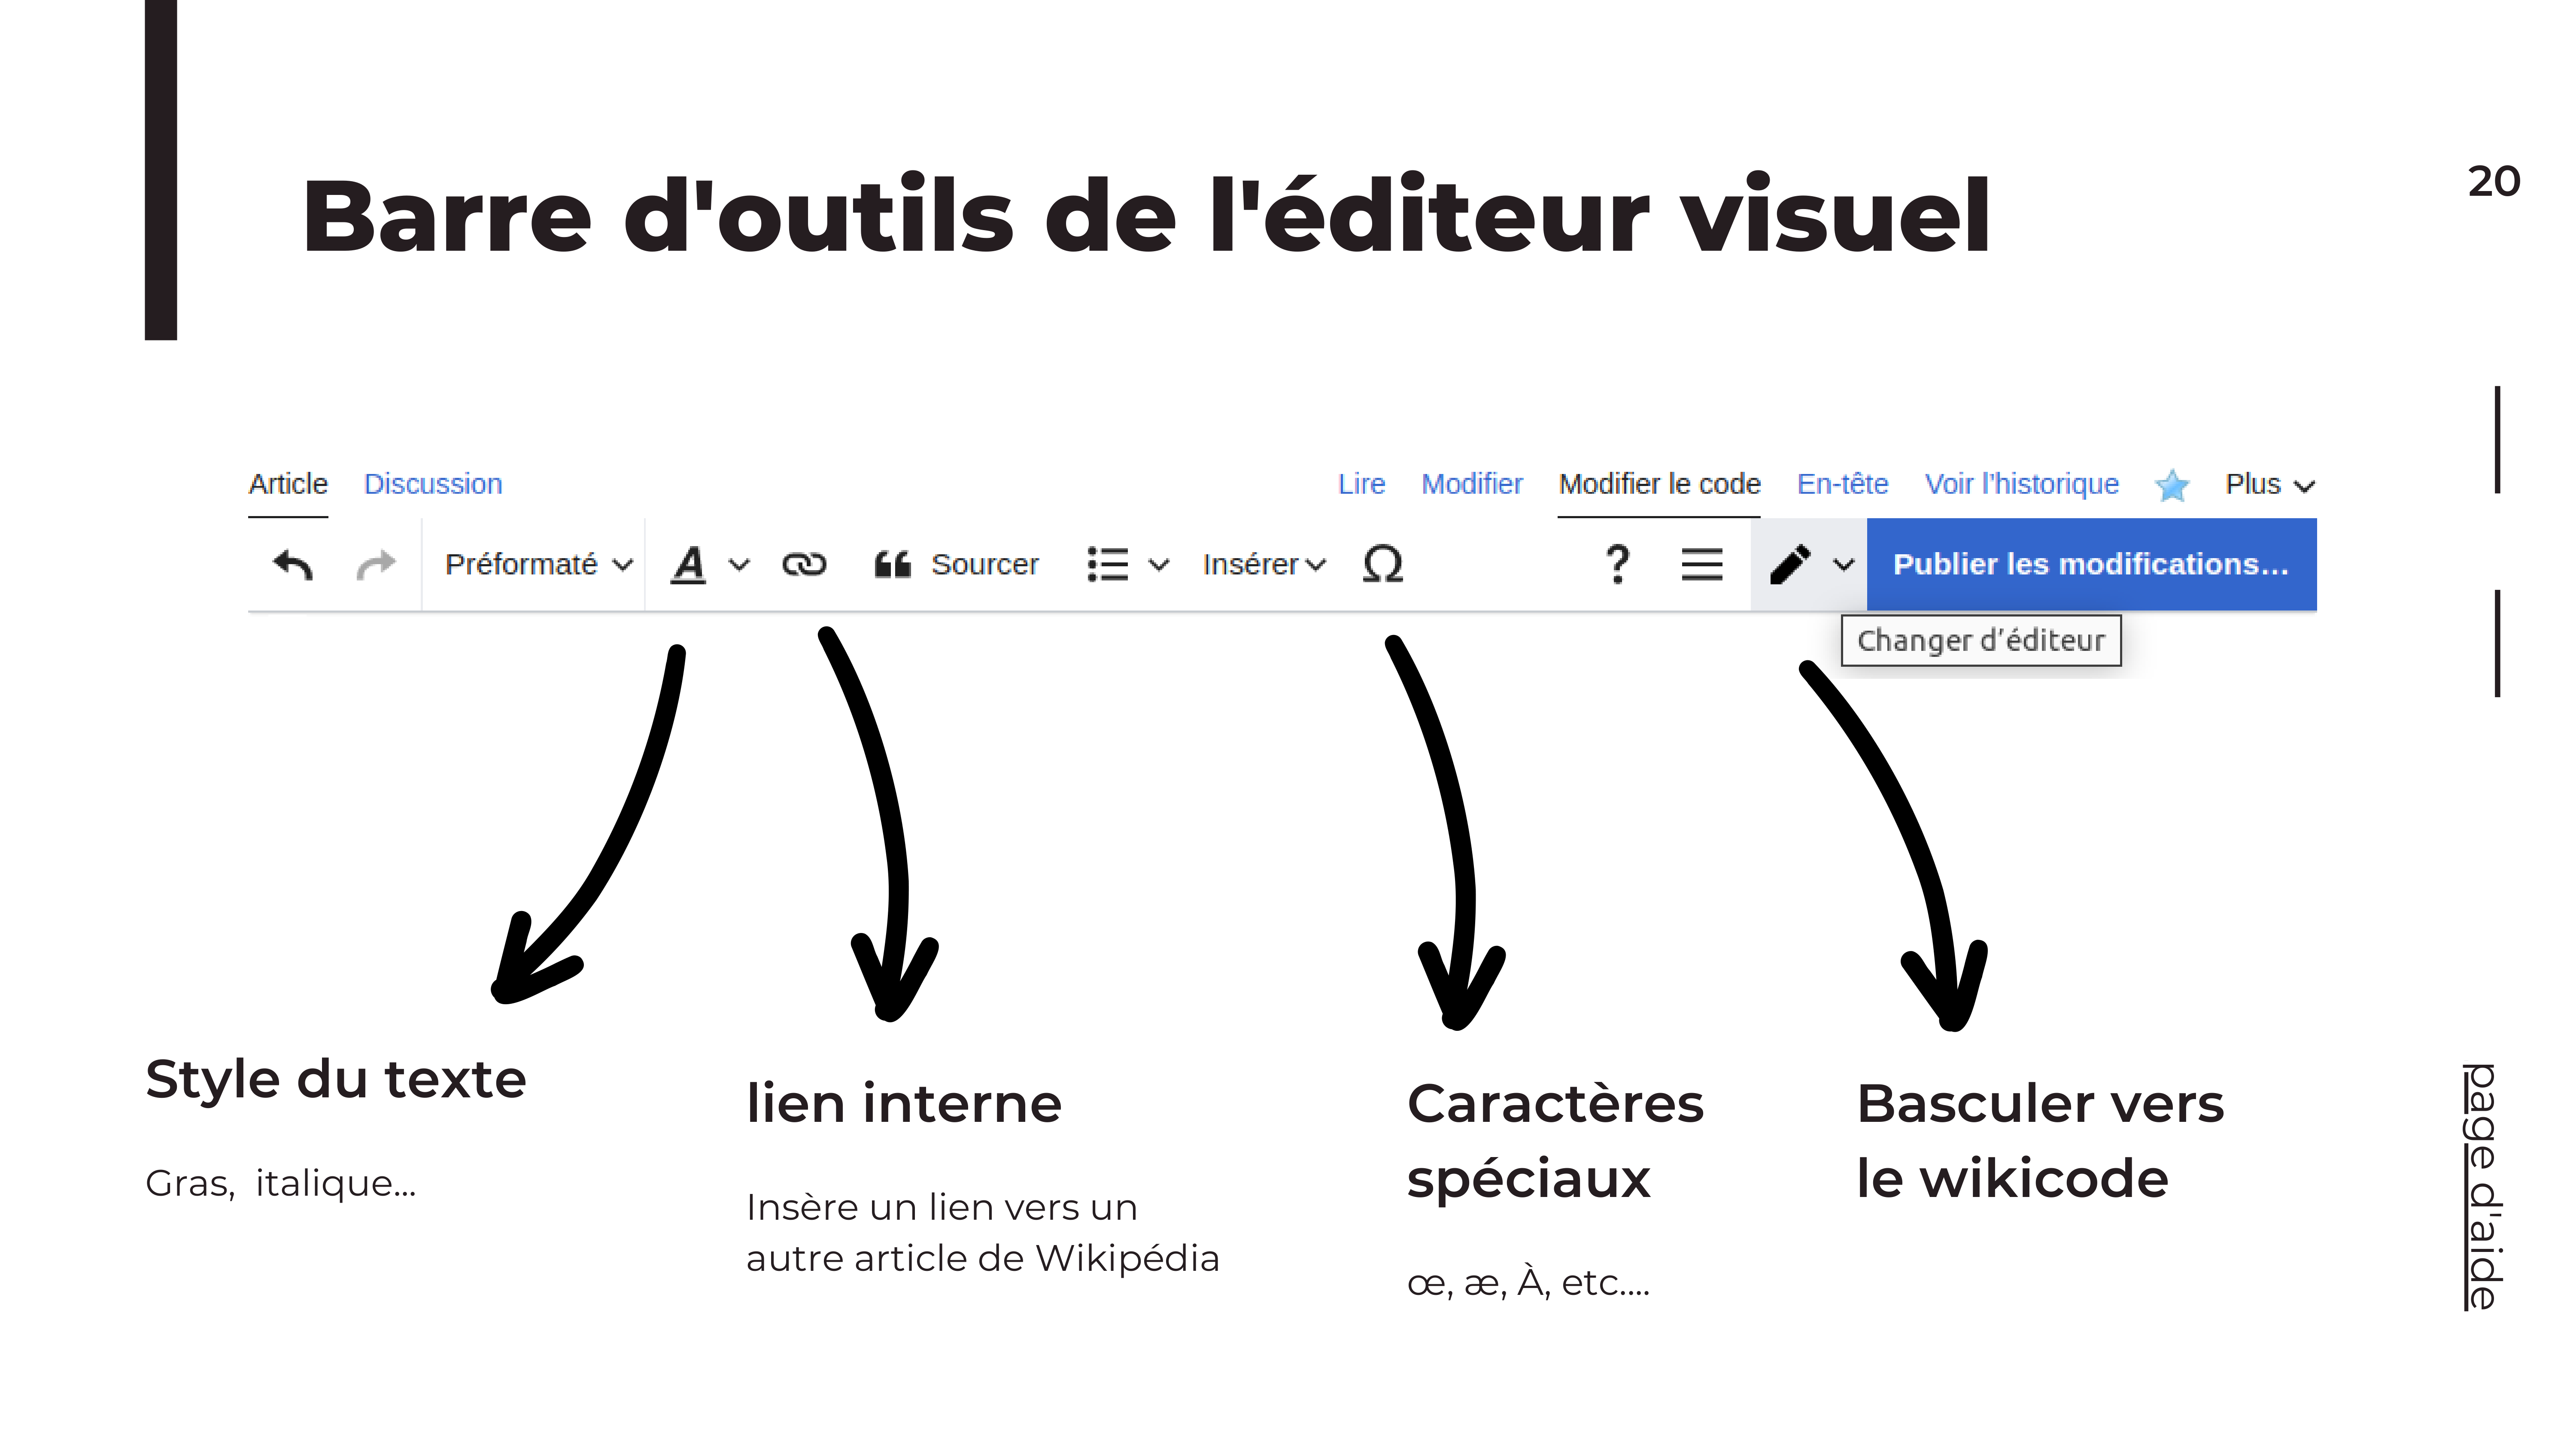 Barre d'outils de l'éditeur visuel
20
Article Discussion Lire Modifier Modifier le code En-tête Voir l'historique Plus
Préformaté A Sourcer Insérer Ω ? Publier les modifications...
Changer d'éditeur
Style du texte
Gras, italique...
lien interne
Insère un lien vers un
autre article de Wikipédia
Caractères
spéciaux
œ, æ, À, etc....
Basculer vers
le wikicode
page d'aide